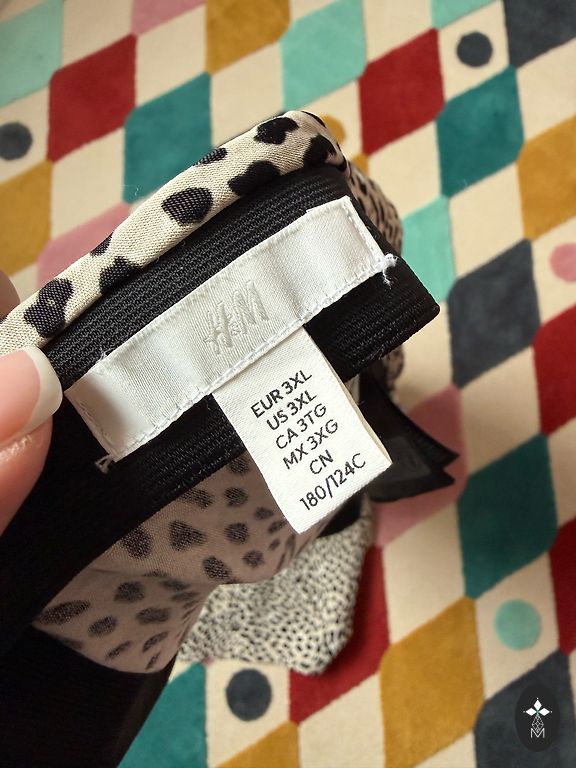 H&M
EUR 3XL
US 3XL
CA 3TG
MX 3XG
CN
180/124C
M